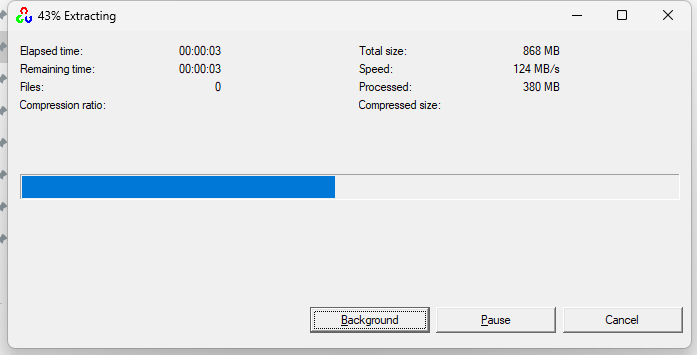 43% Extracting
Elapsed time: 00:00:03 Total size: 868 MB
Remaining time: 00:00:03 Speed: 124 MB/s
Files: 0 Processed: 380 MB
Compression ratio: Compressed size:
Background Pause Cancel